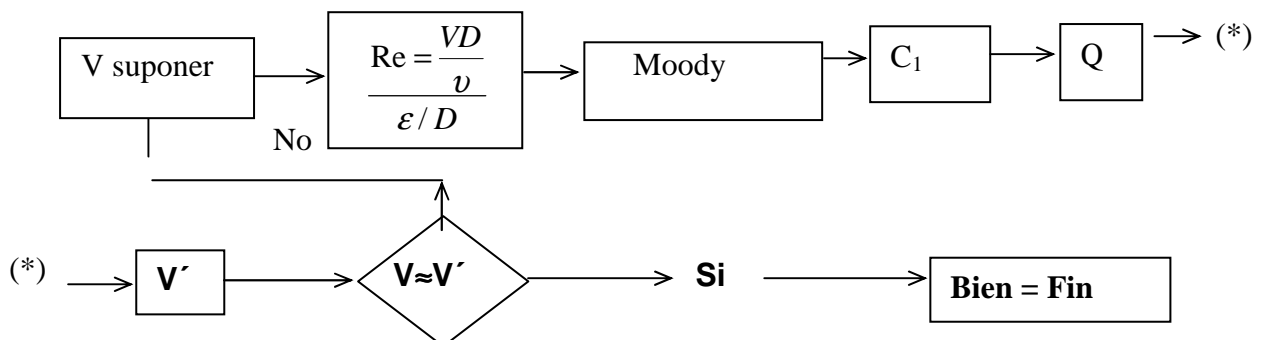 V suponer
Re = VD / υ
ε / D
Moody
C₁
Q
(*)
No
(*)
V´
V≈V´
Si
Bien = Fin